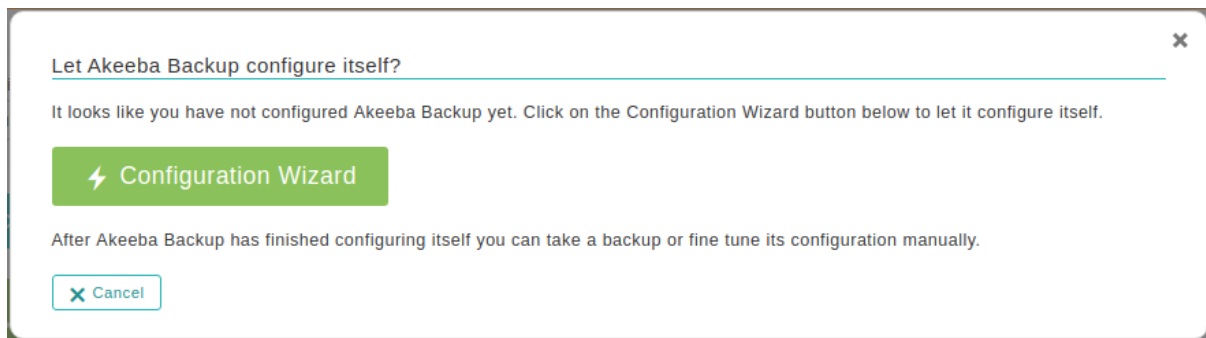 Let Akeeba Backup configure itself?
It looks like you have not configured Akeeba Backup yet. Click on the Configuration Wizard button below to let it configure itself.
Configuration Wizard
After Akeeba Backup has finished configuring itself you can take a backup or fine tune its configuration manually.
Cancel